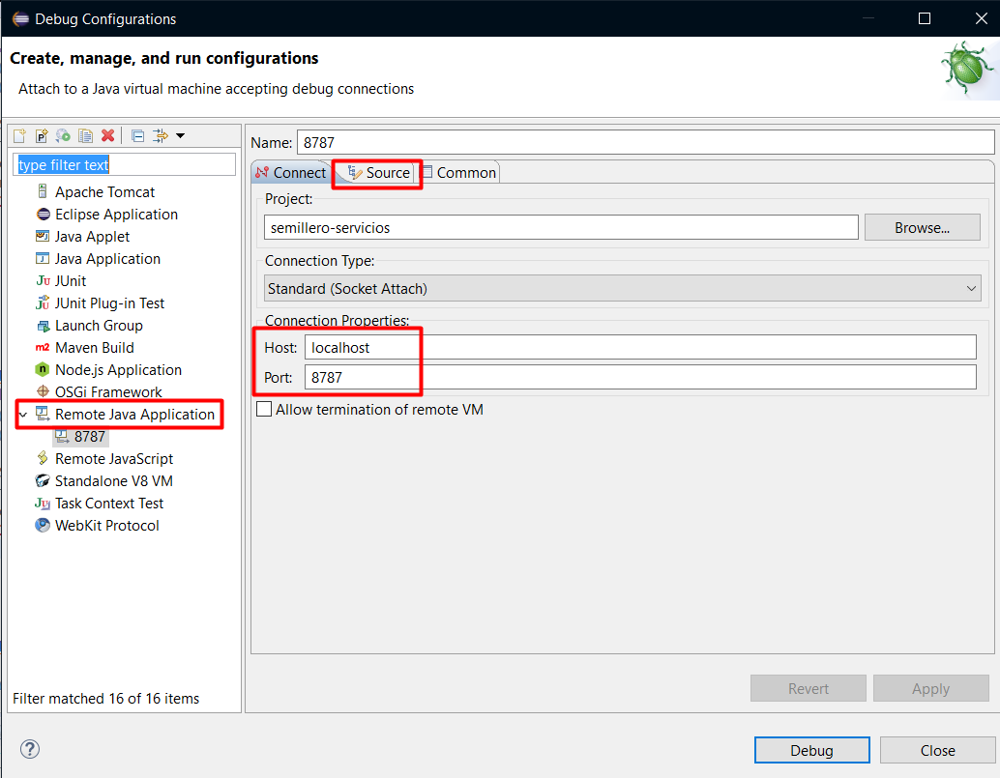 Debug Configurations
Create, manage, and run configurations
Attach to a Java virtual machine accepting debug connections
type filter text
Apache Tomcat
Eclipse Application
Java Applet
Java Application
JUnit
JUnit Plug-in Test
Launch Group
Maven Build
Node.js Application
OSGi Framework
Remote Java Application
8787
Remote JavaScript
Standalone V8 VM
Task Context Test
WebKit Protocol
Filter matched 16 of 16 items
Name: 8787
Connect Source Common
Project:
semillero-servicios Browse...
Connection Type:
Standard (Socket Attach)
Connection Properties:
Host: localhost
Port: 8787
Allow termination of remote VM
Revert Apply
Debug Close